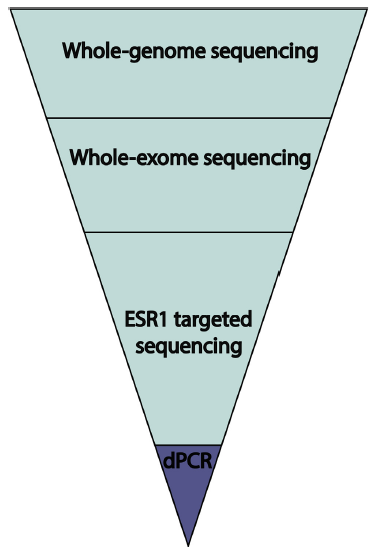 Whole-genome sequencing
Whole-exome sequencing
ESR1 targeted
sequencing
dPCR